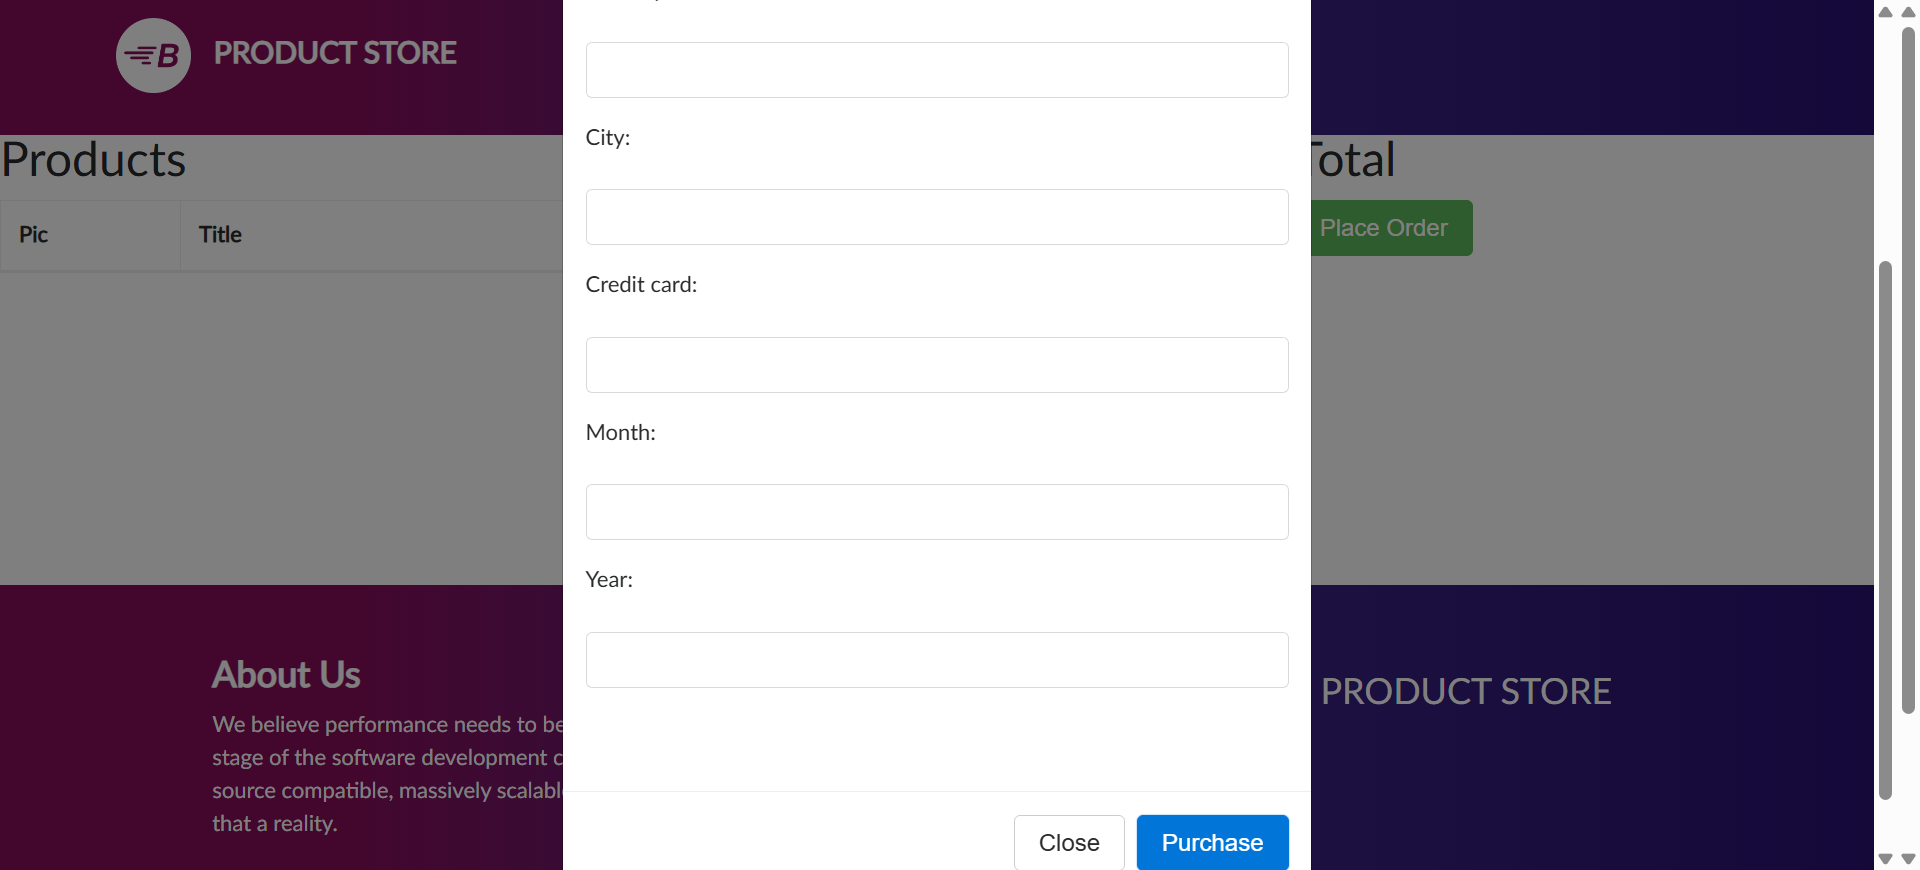 B PRODUCT STORE
Products
Pic Title
City:
Credit card:
Month:
Year:
Close Purchase
Total
Place Order
About Us
We believe performance needs to be
stage of the software development c
source compatible, massively scalabl
that a reality.
PRODUCT STORE